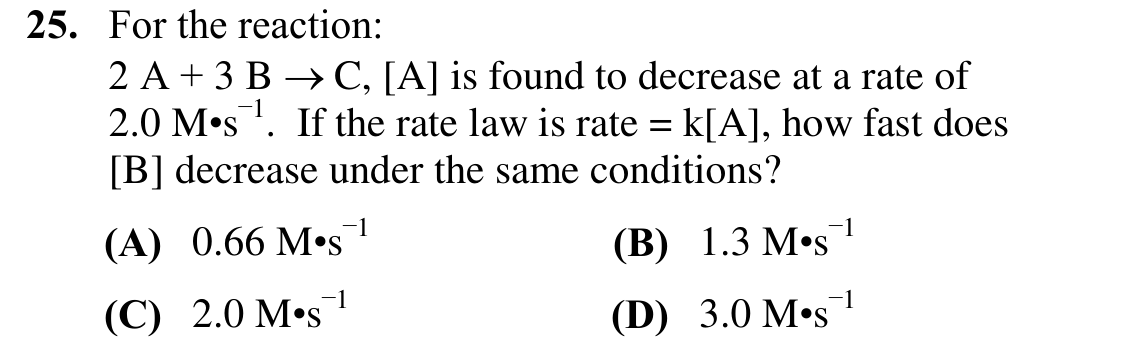 25. For the reaction:
2 A + 3 B → C, [A] is found to decrease at a rate of
2.0 M•s⁻¹. If the rate law is rate = k[A], how fast does
[B] decrease under the same conditions?
(A) 0.66 M•s⁻¹ (B) 1.3 M•s⁻¹
(C) 2.0 M•s⁻¹ (D) 3.0 M•s⁻¹